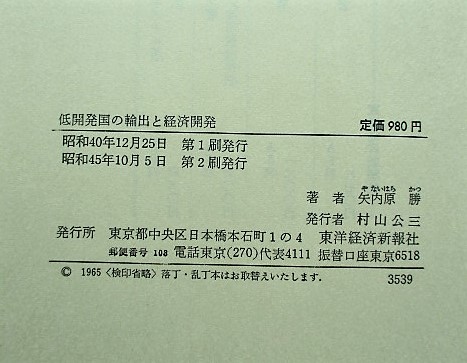 低開発国の輸出と経済開発 定価 980 円
昭和40年12月25日 第1刷発行
昭和45年10月5日 第2刷発行
や ないはら かつ
著者 矢内原 勝
発行者 村山公三
発行所 東京都中央区日本橋本石町1の4 東洋経済新報社
郵便番号 103 電話東京(270)代表4111 振替口座東京6518
© 1965 〈検印省略〉落丁・乱丁本はお取替えいたします。 3539